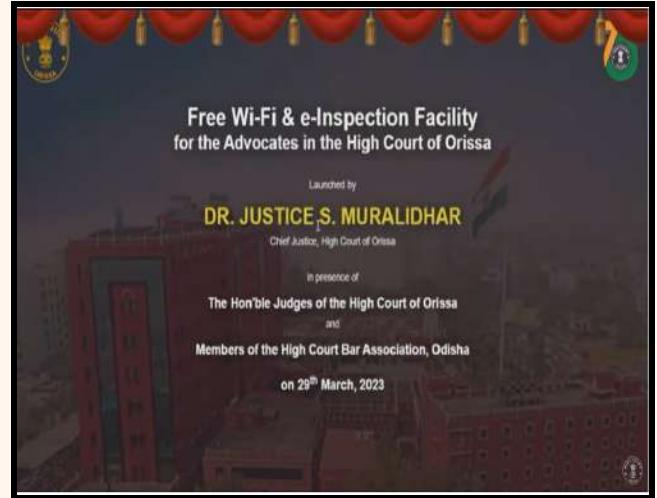 Free Wi-Fi & e-Inspection Facility
for the Advocates in the High Court of Orissa
Launched by
DR. JUSTICE S. MURALIDHAR
Chief Justice, High Court of Orissa
in presence of
The Hon'ble Judges of the High Court of Orissa
and
Members of the High Court Bar Association, Odisha
on 29th March, 2023